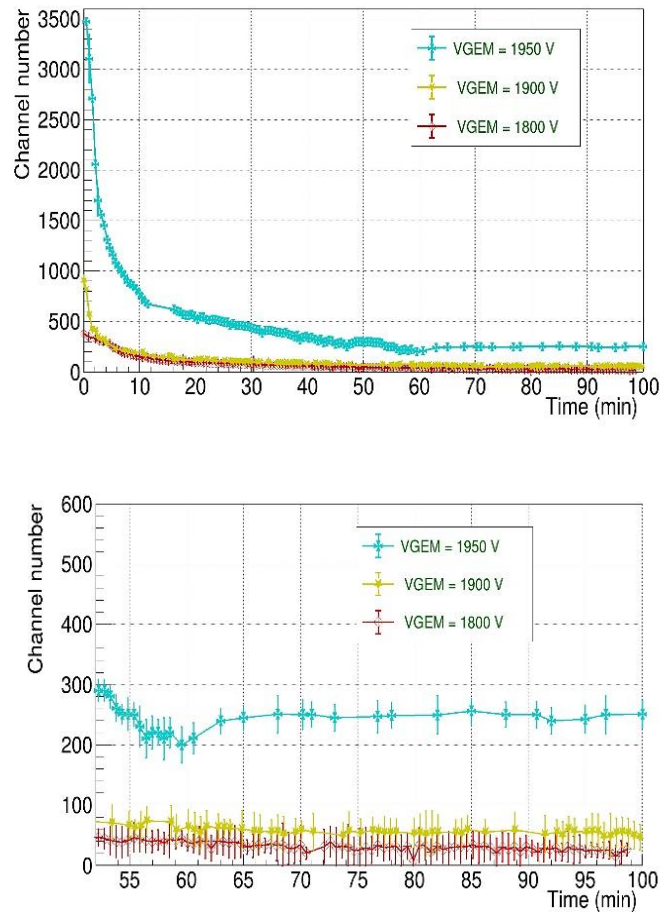 3500
3000
2500
2000
1500
1000
500
0
Channel number
VGEM = 1950 V
VGEM = 1900 V
VGEM = 1800 V
0 10 20 30 40 50 60 70 80 90 100
Time (min)
600
400
300
200
100
0
Channel number
VGEM = 1950 V
VGEM = 1900 V
VGEM = 1800 V
55 60 65 70 75 80 85 90 95 100
Time (min)